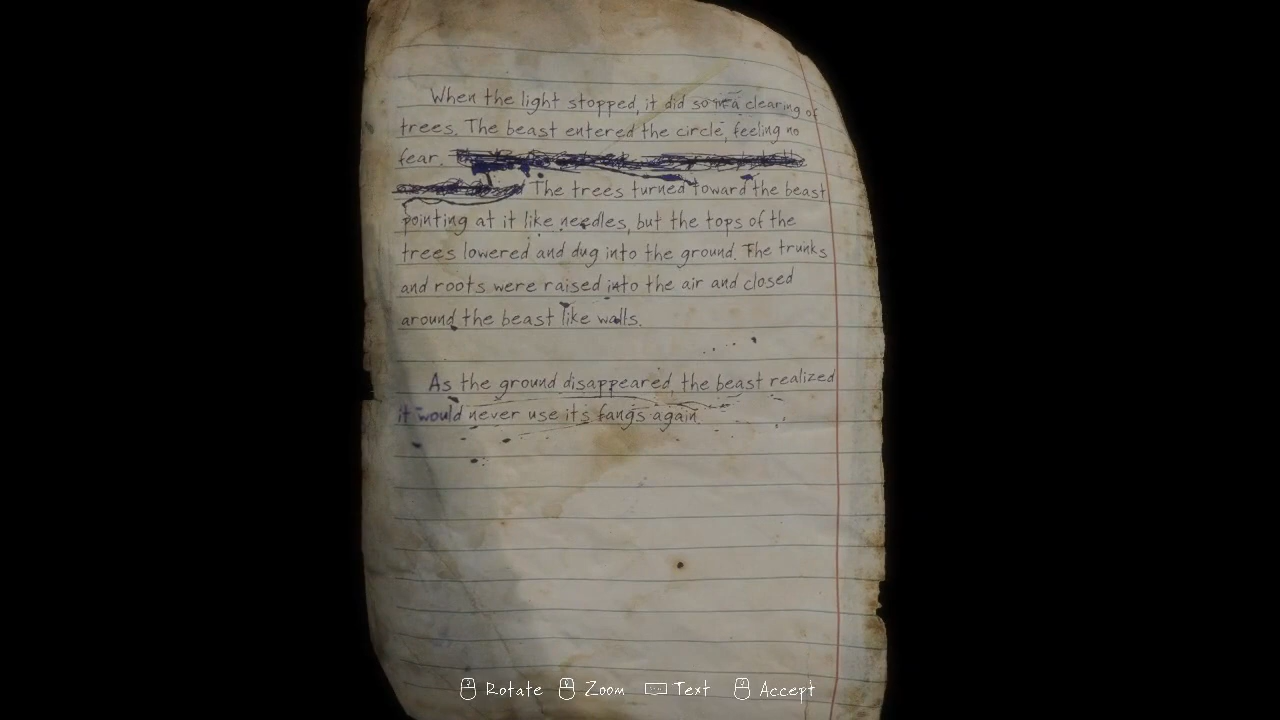 When the light stopped, it did so in a clearing of
trees. The beast entered the circle, feeling no
fear.
The trees turned toward the beast
pointing at it like needles, but the tops of the
trees lowered and dug into the ground. The trunks
and roots were raised into the air and closed
around the beast like walls.
As the ground disappeared, the beast realized
it would never use its fangs again.
Rotate Zoom Text Accept